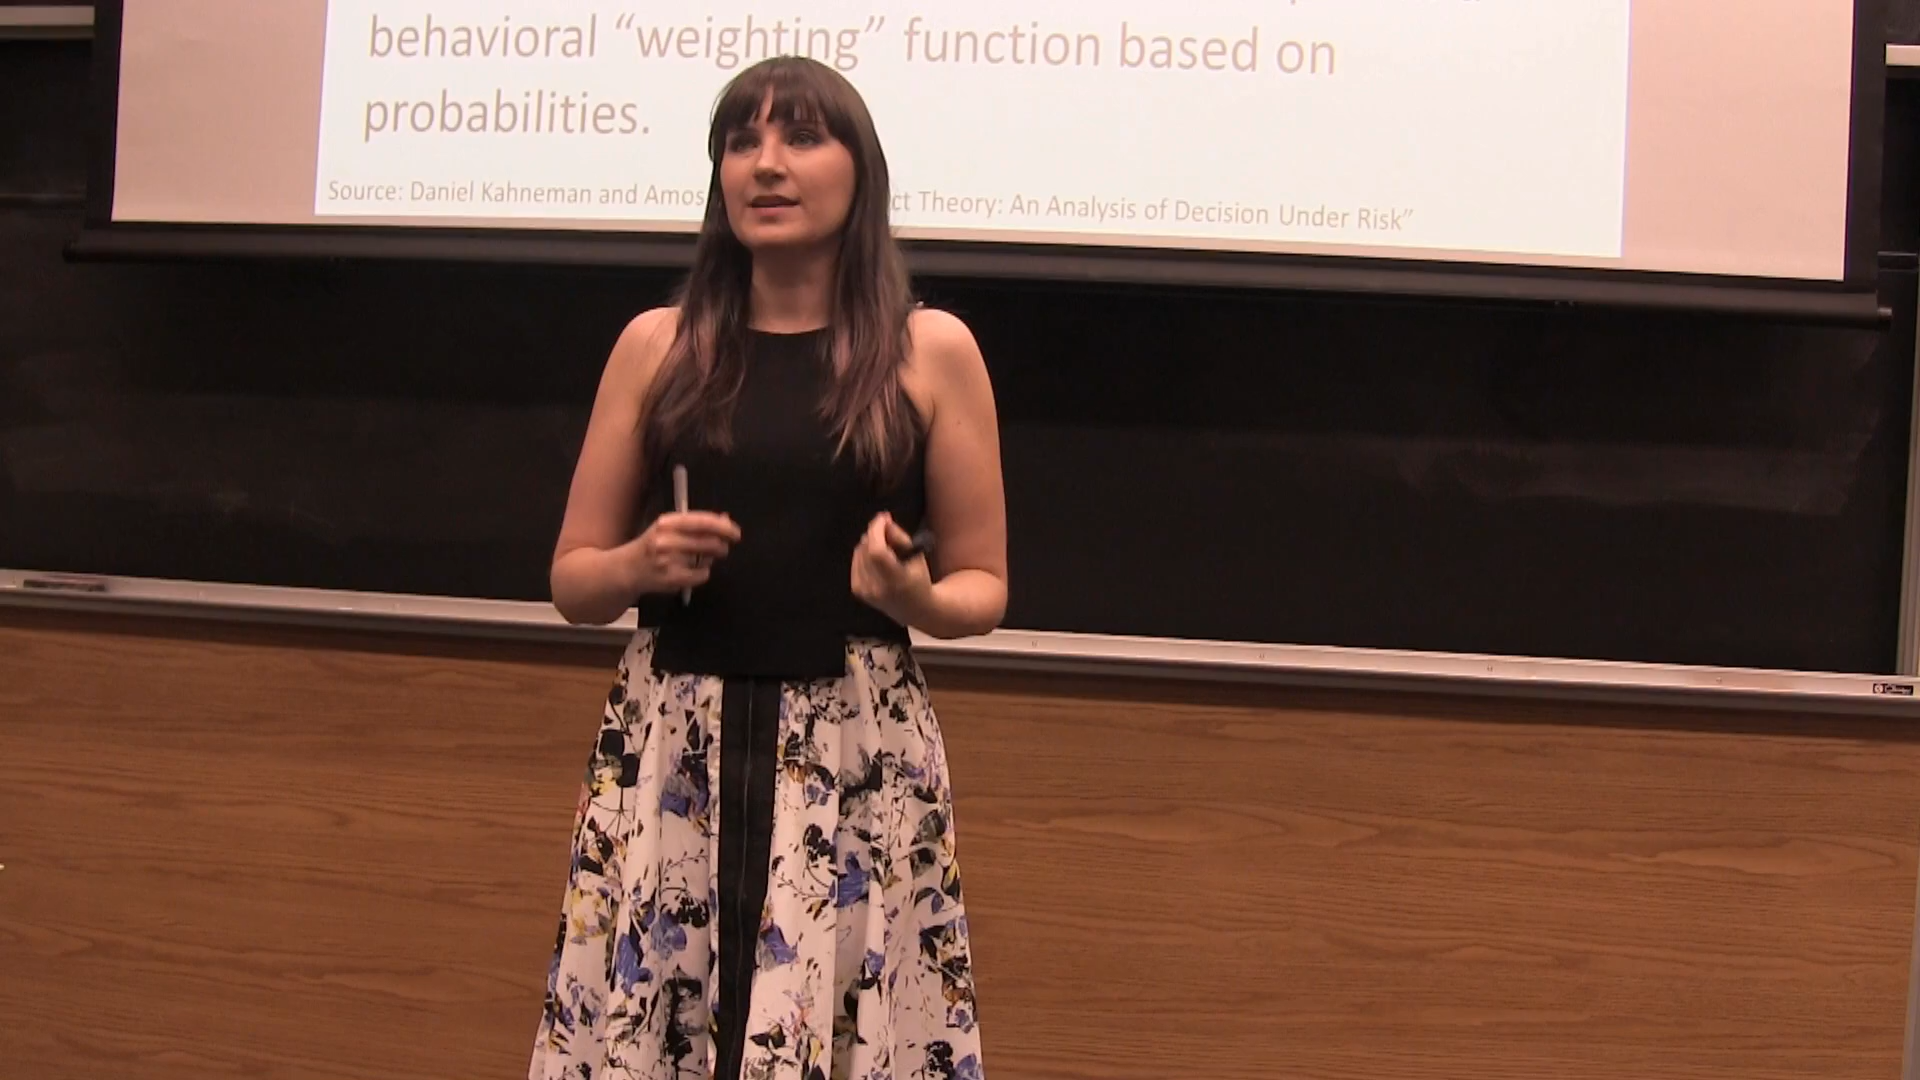 behavioral “weighting” function based on
probabilities.
Source: Daniel Kahneman and Amos ct Theory: An Analysis of Decision Under Risk”